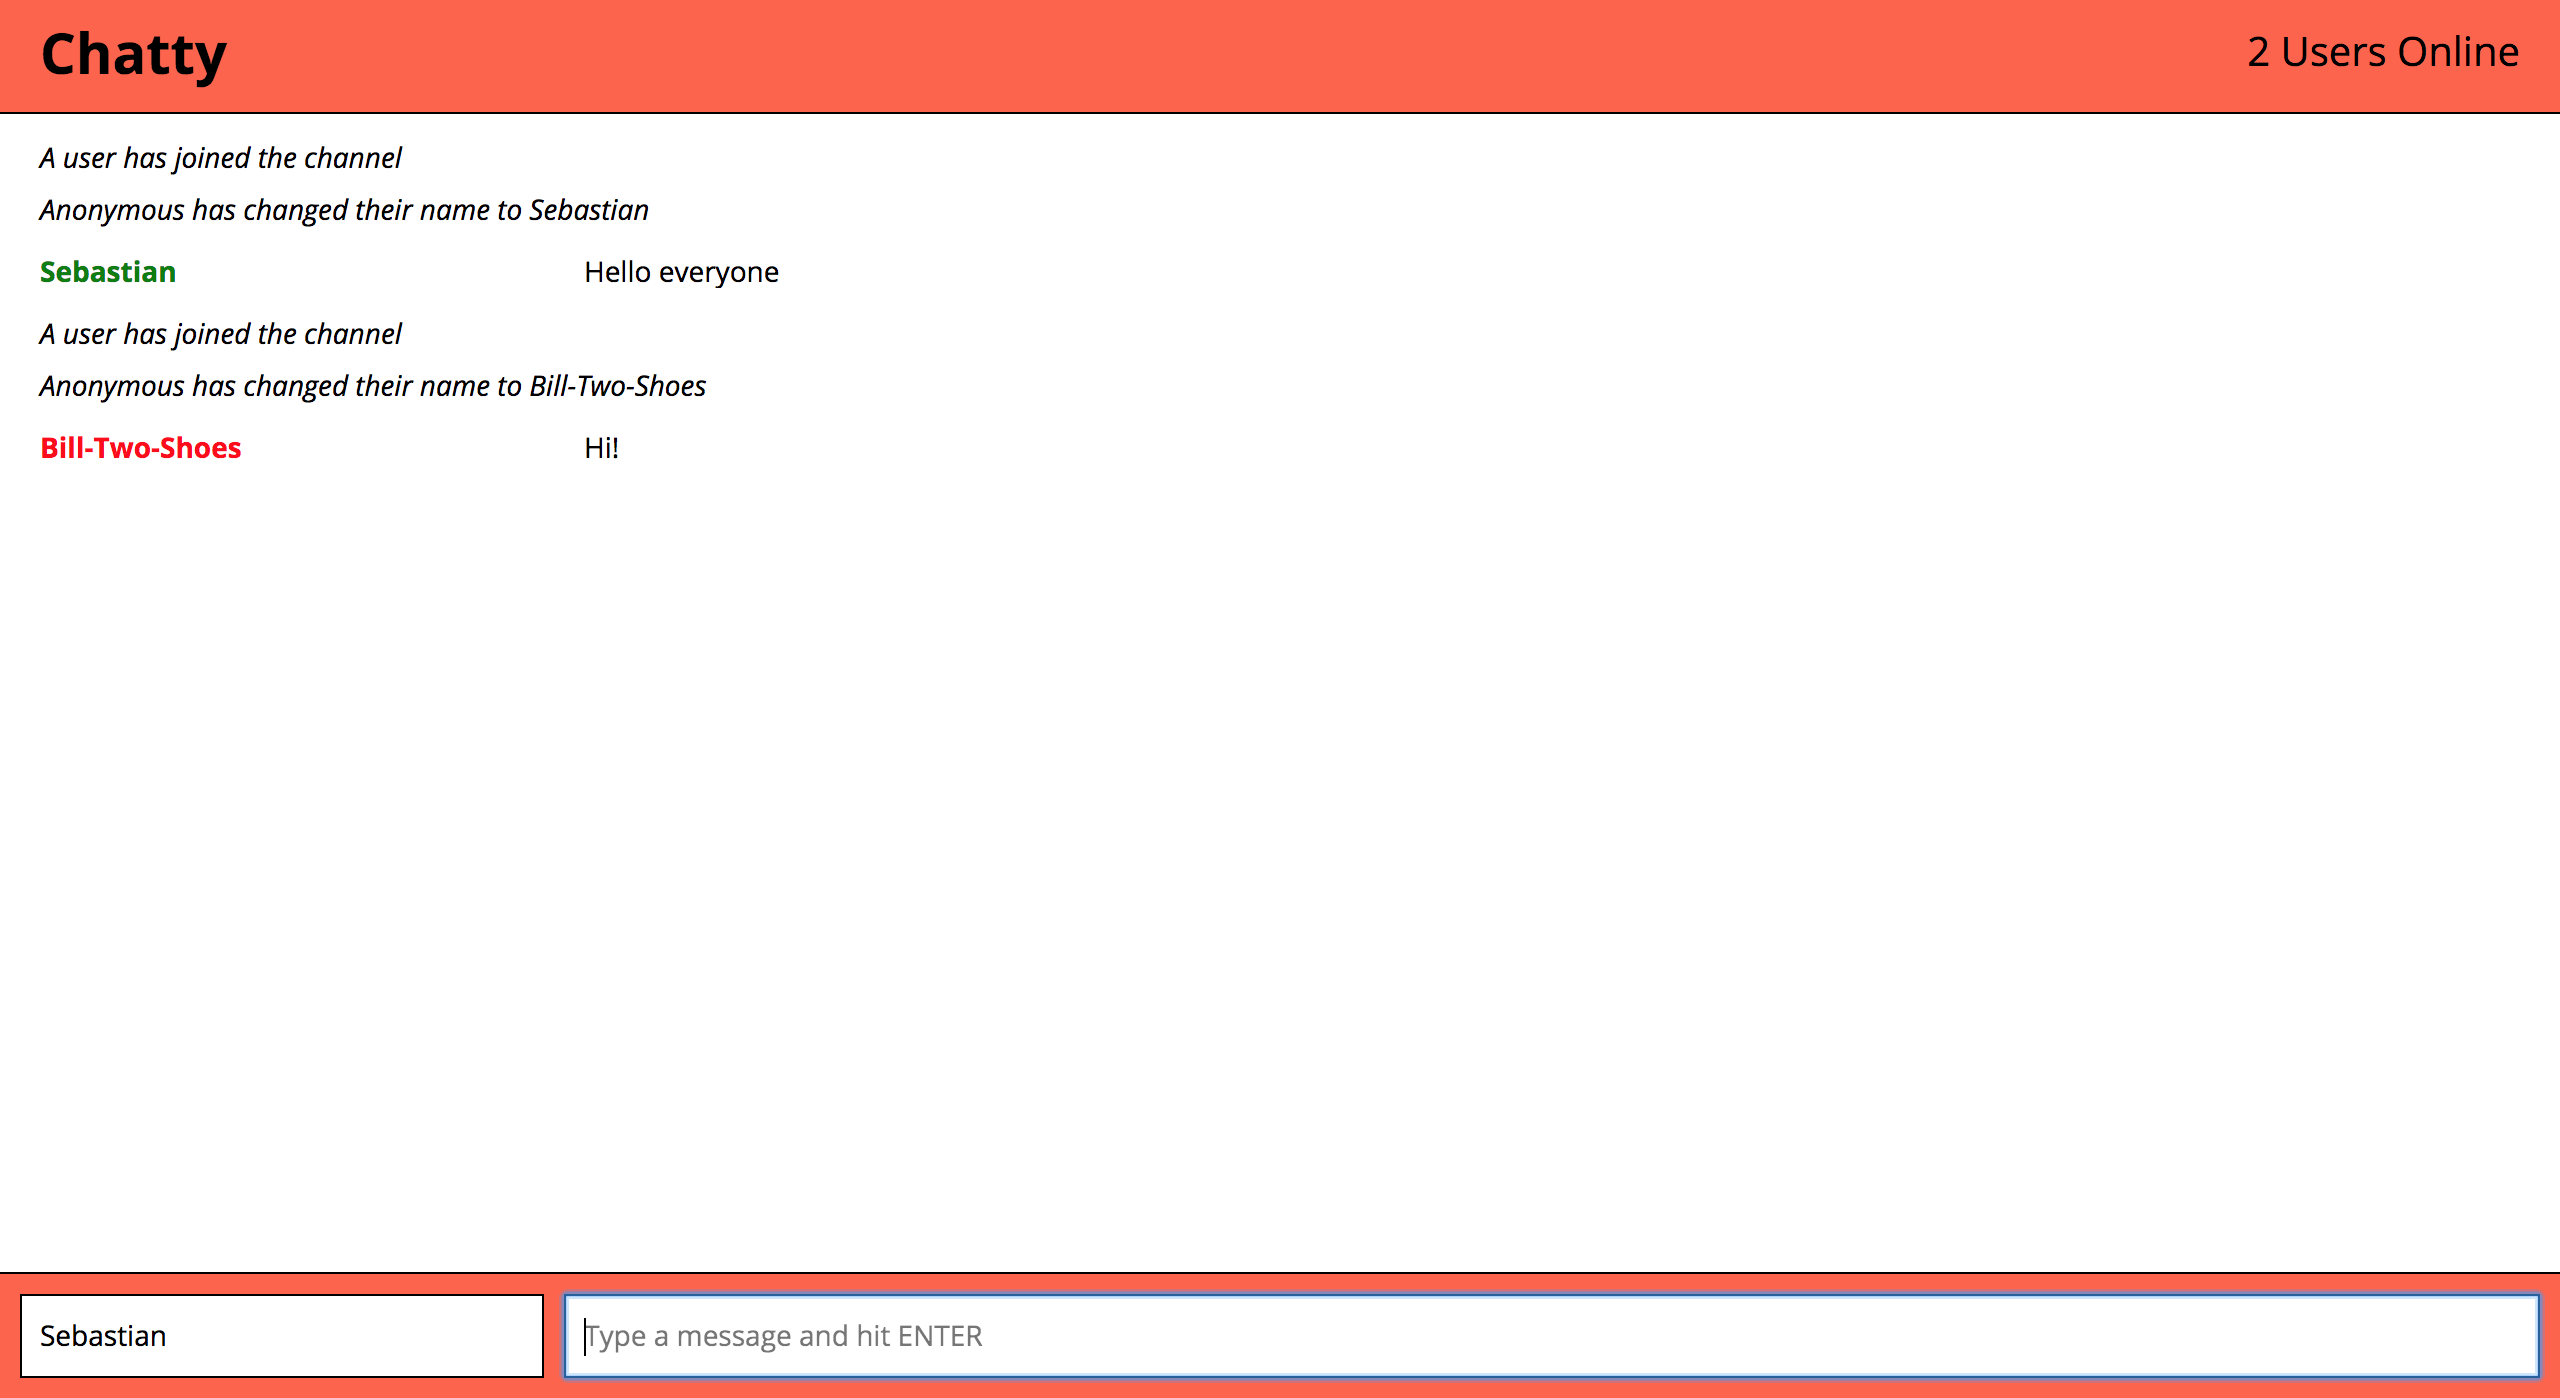 Chatty
2 Users Online
A user has joined the channel
Anonymous has changed their name to Sebastian
Sebastian Hello everyone
A user has joined the channel
Anonymous has changed their name to Bill-Two-Shoes
Bill-Two-Shoes Hi!
Sebastian
Type a message and hit ENTER